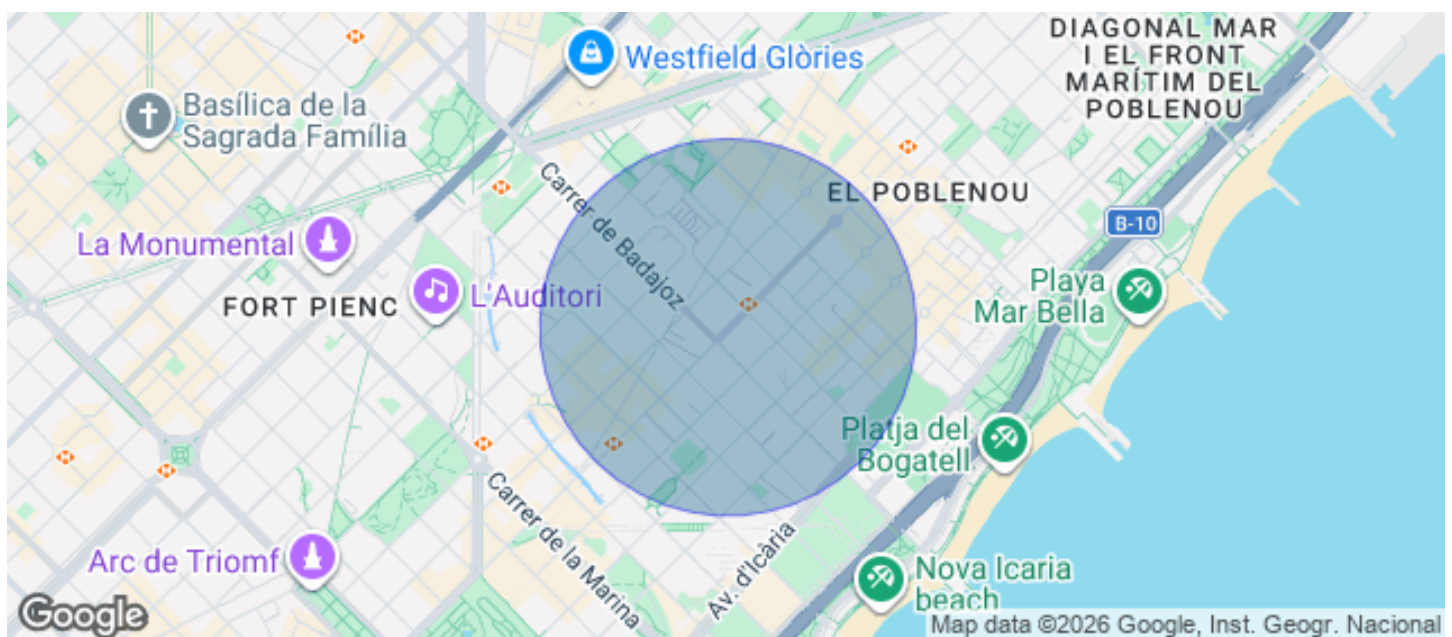 DIAGONAL MAR
I EL FRONT
MARÍTIM DEL
POBLENOU
Westfield Glòries
Basílica de la
Sagrada Família
Carrer de Badajoz
EL POBLENOU
B-10
La Monumental
L'Auditori
FORT PIENC
Playa
Mar Bella
Platja del
Bogatell
Carrer de la Marina
Av. d'Icària
Arc de Triomf
Nova Icaria
beach
Google
Map data ©2026 Google, Inst. Geogr. Nacional